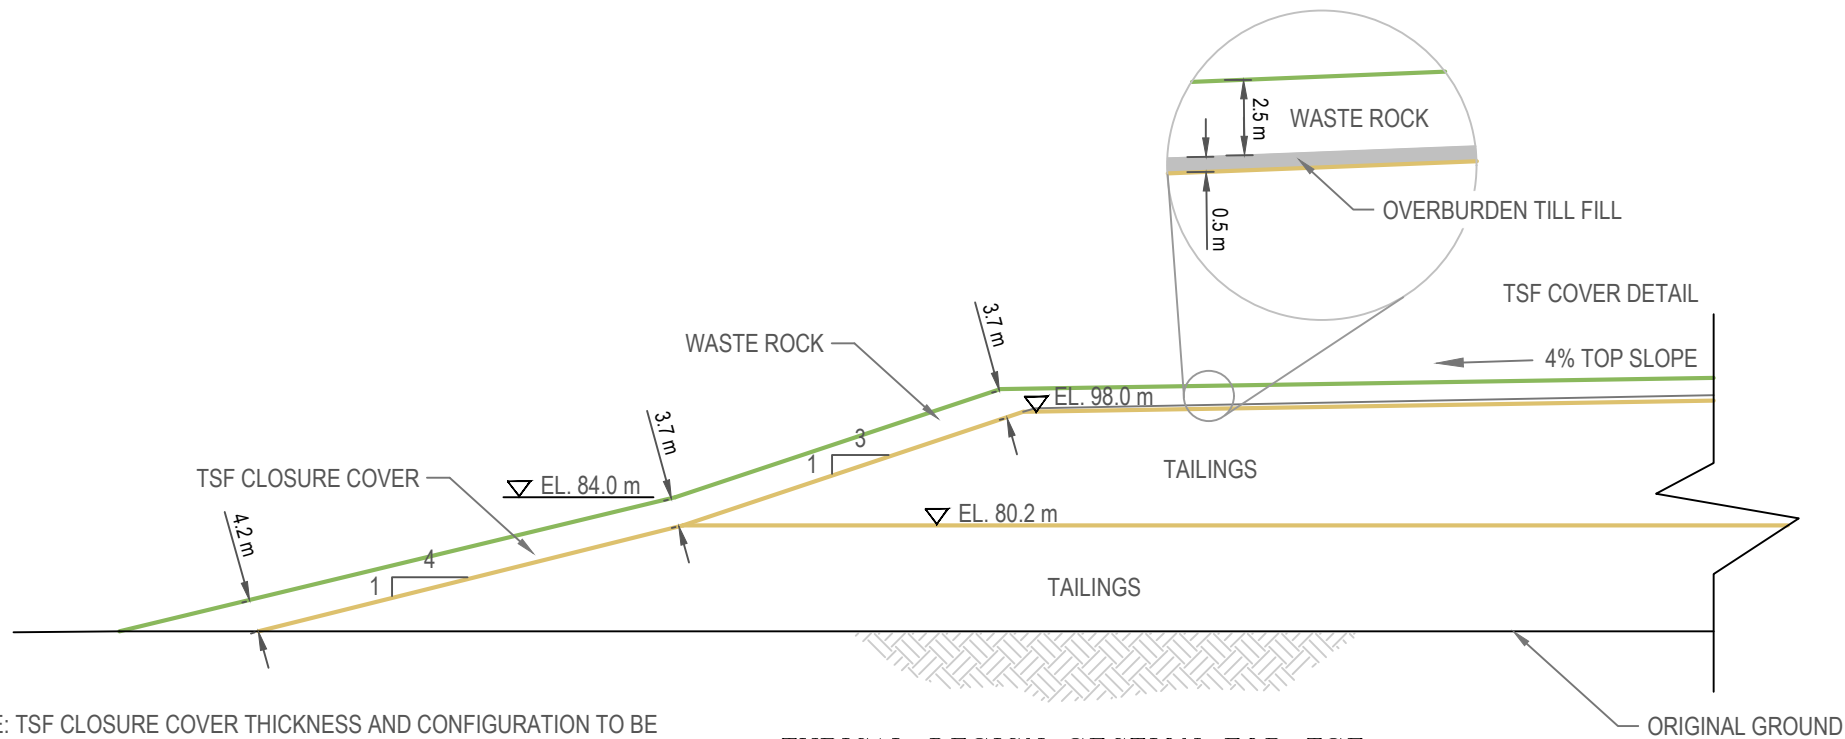 2.5 m
WASTE ROCK
0.5 m
OVERBURDEN TILL FILL
TSF COVER DETAIL
3.7 m
WASTE ROCK
4% TOP SLOPE
EL. 98.0 m
3.7 m
3
1
TAILINGS
TSF CLOSURE COVER
EL. 84.0 m
EL. 80.2 m
4.2 m
4
1
TAILINGS
E: TSF CLOSURE COVER THICKNESS AND CONFIGURATION TO BE
ORIGINAL GROUND